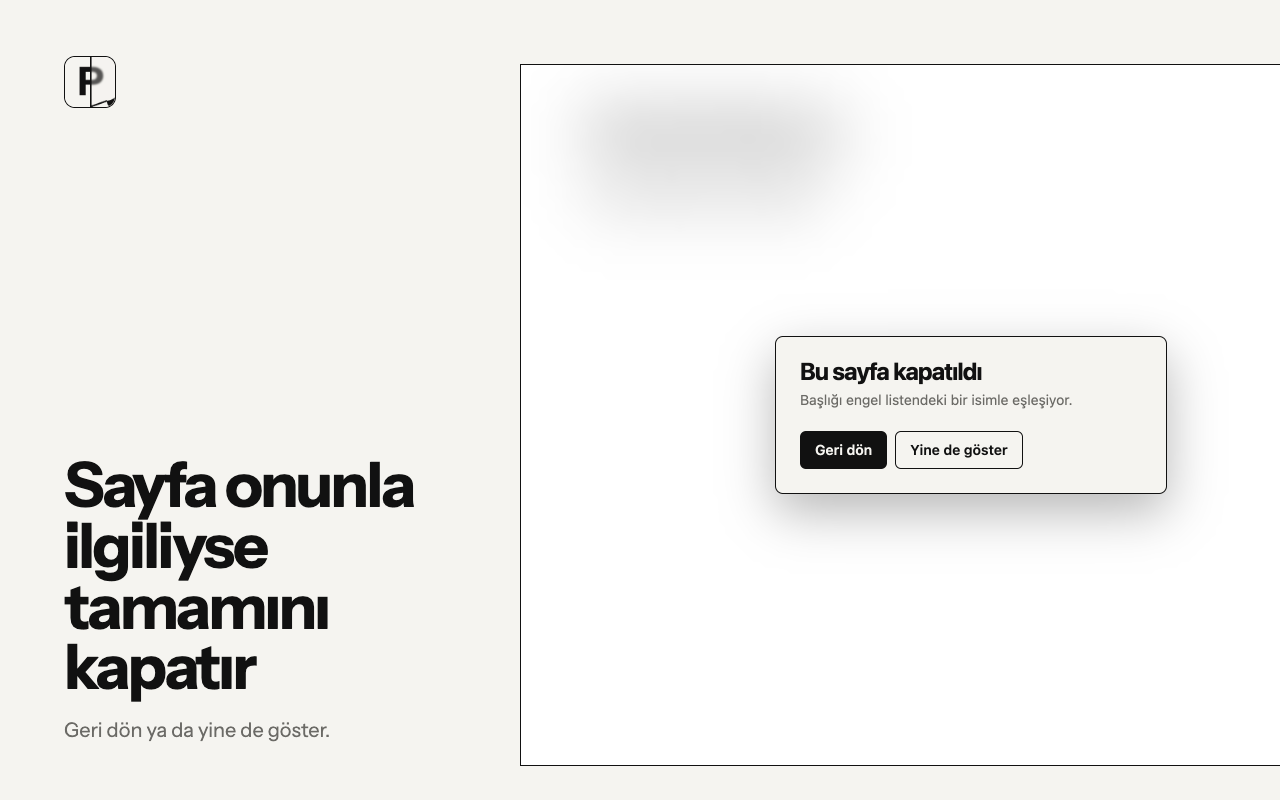 P
Sayfa onunla
ilgiliyse
tamamını
kapatır
Geri dön ya da yine de göster.
Bu sayfa kapatıldı
Başlığı engel listendeki bir isimle eşleşiyor.
Geri dön
Yine de göster